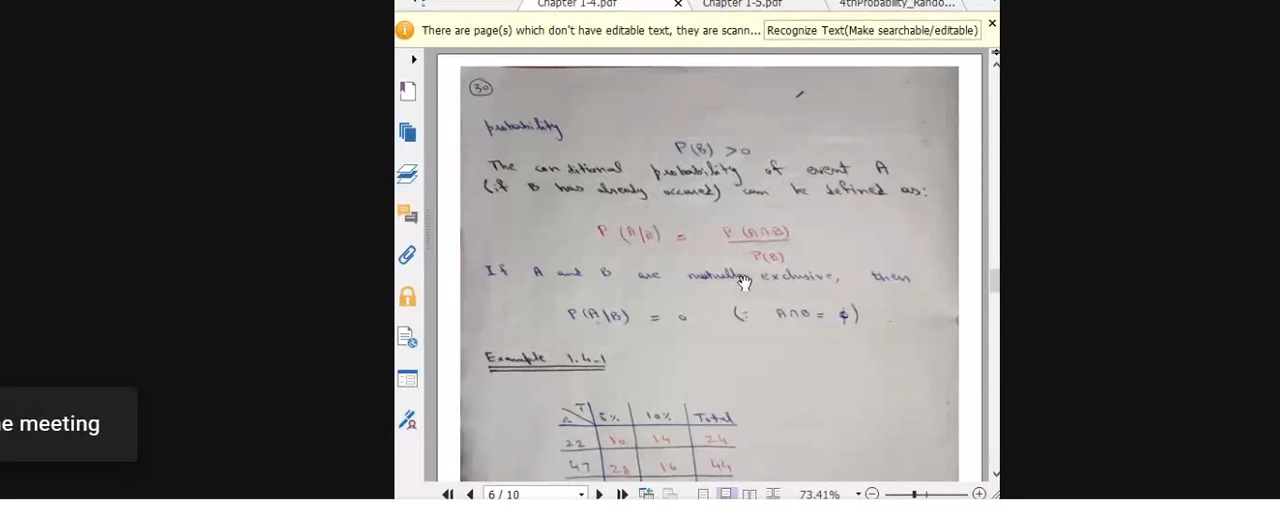 Chapter 1-4.pdf
Chapter 1-5.pdf
4thProbability_Rando...
There are page(s) which don't have editable text, they are scann...
Recognize Text(Make searchable/editable)
30
probability
P(B) >0
The conditional probability of event A
(if B has already occured) can be defined as:
P (A/B) = P (A∩B)
P(B)
If A and B are mutually exclusive, then
P(A/B) = 0 (∵ A∩B = ϕ)
Example 1.4-1
T 5% 10% Total
22 10 14 24
47 28 16 44
e meeting
6 / 10
73.41%